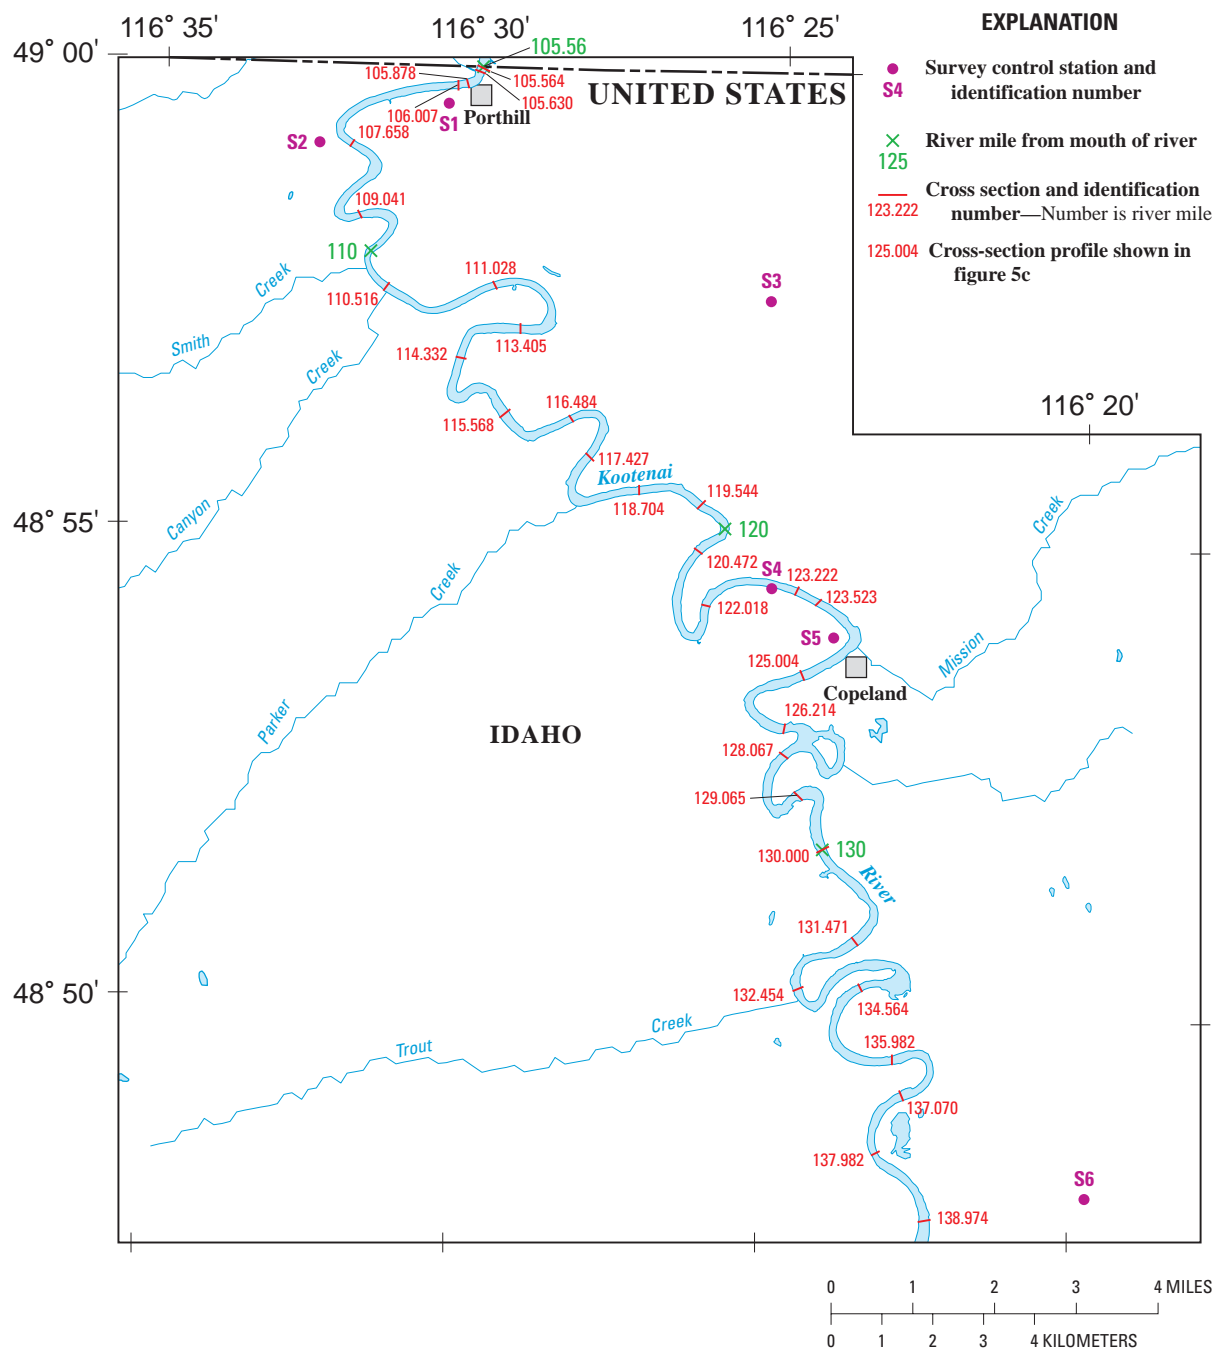 116° 35'
116° 30'
116° 25'
EXPLANATION
49° 00'
105.56
105.878
105.564
105.630
106.007
S1
Porthill
UNITED STATES
S2
107.658
Survey control station and
S4
identification number
River mile from mouth of river
125
Cross section and identification
123.222
number—Number is river mile
125.004
Cross-section profile shown in
figure 5c
109.041
110
Creek
Smith
110.516
111.028
S3
113.405
114.332
Creek
Canyon
115.568
116.484
116° 20'
117.427
Kootenai
118.704
119.544
48° 55'
120
120.472
Creek
Parker
S4
123.222
123.523
122.018
S5
Creek
Mission
125.004
Copeland
126.214
IDAHO
128.067
129.065
130.000
130
River
131.471
48° 50'
132.454
134.564
Creek
Trout
135.982
137.070
137.982
S6
138.974
0 1 2 3 4 MILES
0 1 2 3 4 KILOMETERS